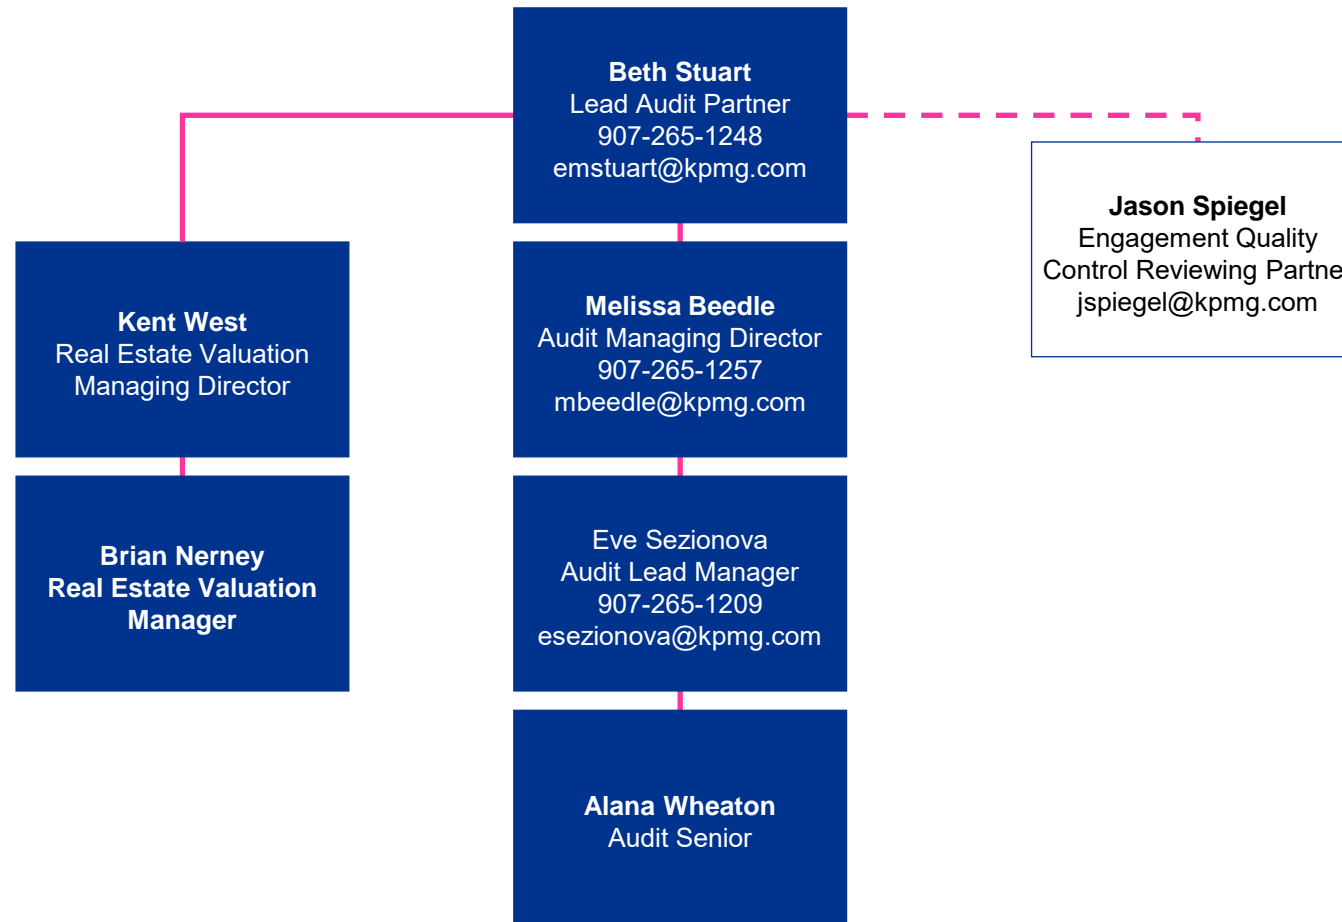 Beth Stuart
Lead Audit Partner
907-265-1248
emstuart@kpmg.com
Jason Spiegel
Engagement Quality
Control Reviewing Partne
jspiegel@kpmg.com
Kent West
Real Estate Valuation
Managing Director
Melissa Beedle
Audit Managing Director
907-265-1257
mbeedle@kpmg.com
Brian Nerney
Real Estate Valuation
Manager
Eve Sezionova
Audit Lead Manager
907-265-1209
esezionova@kpmg.com
Alana Wheaton
Audit Senior